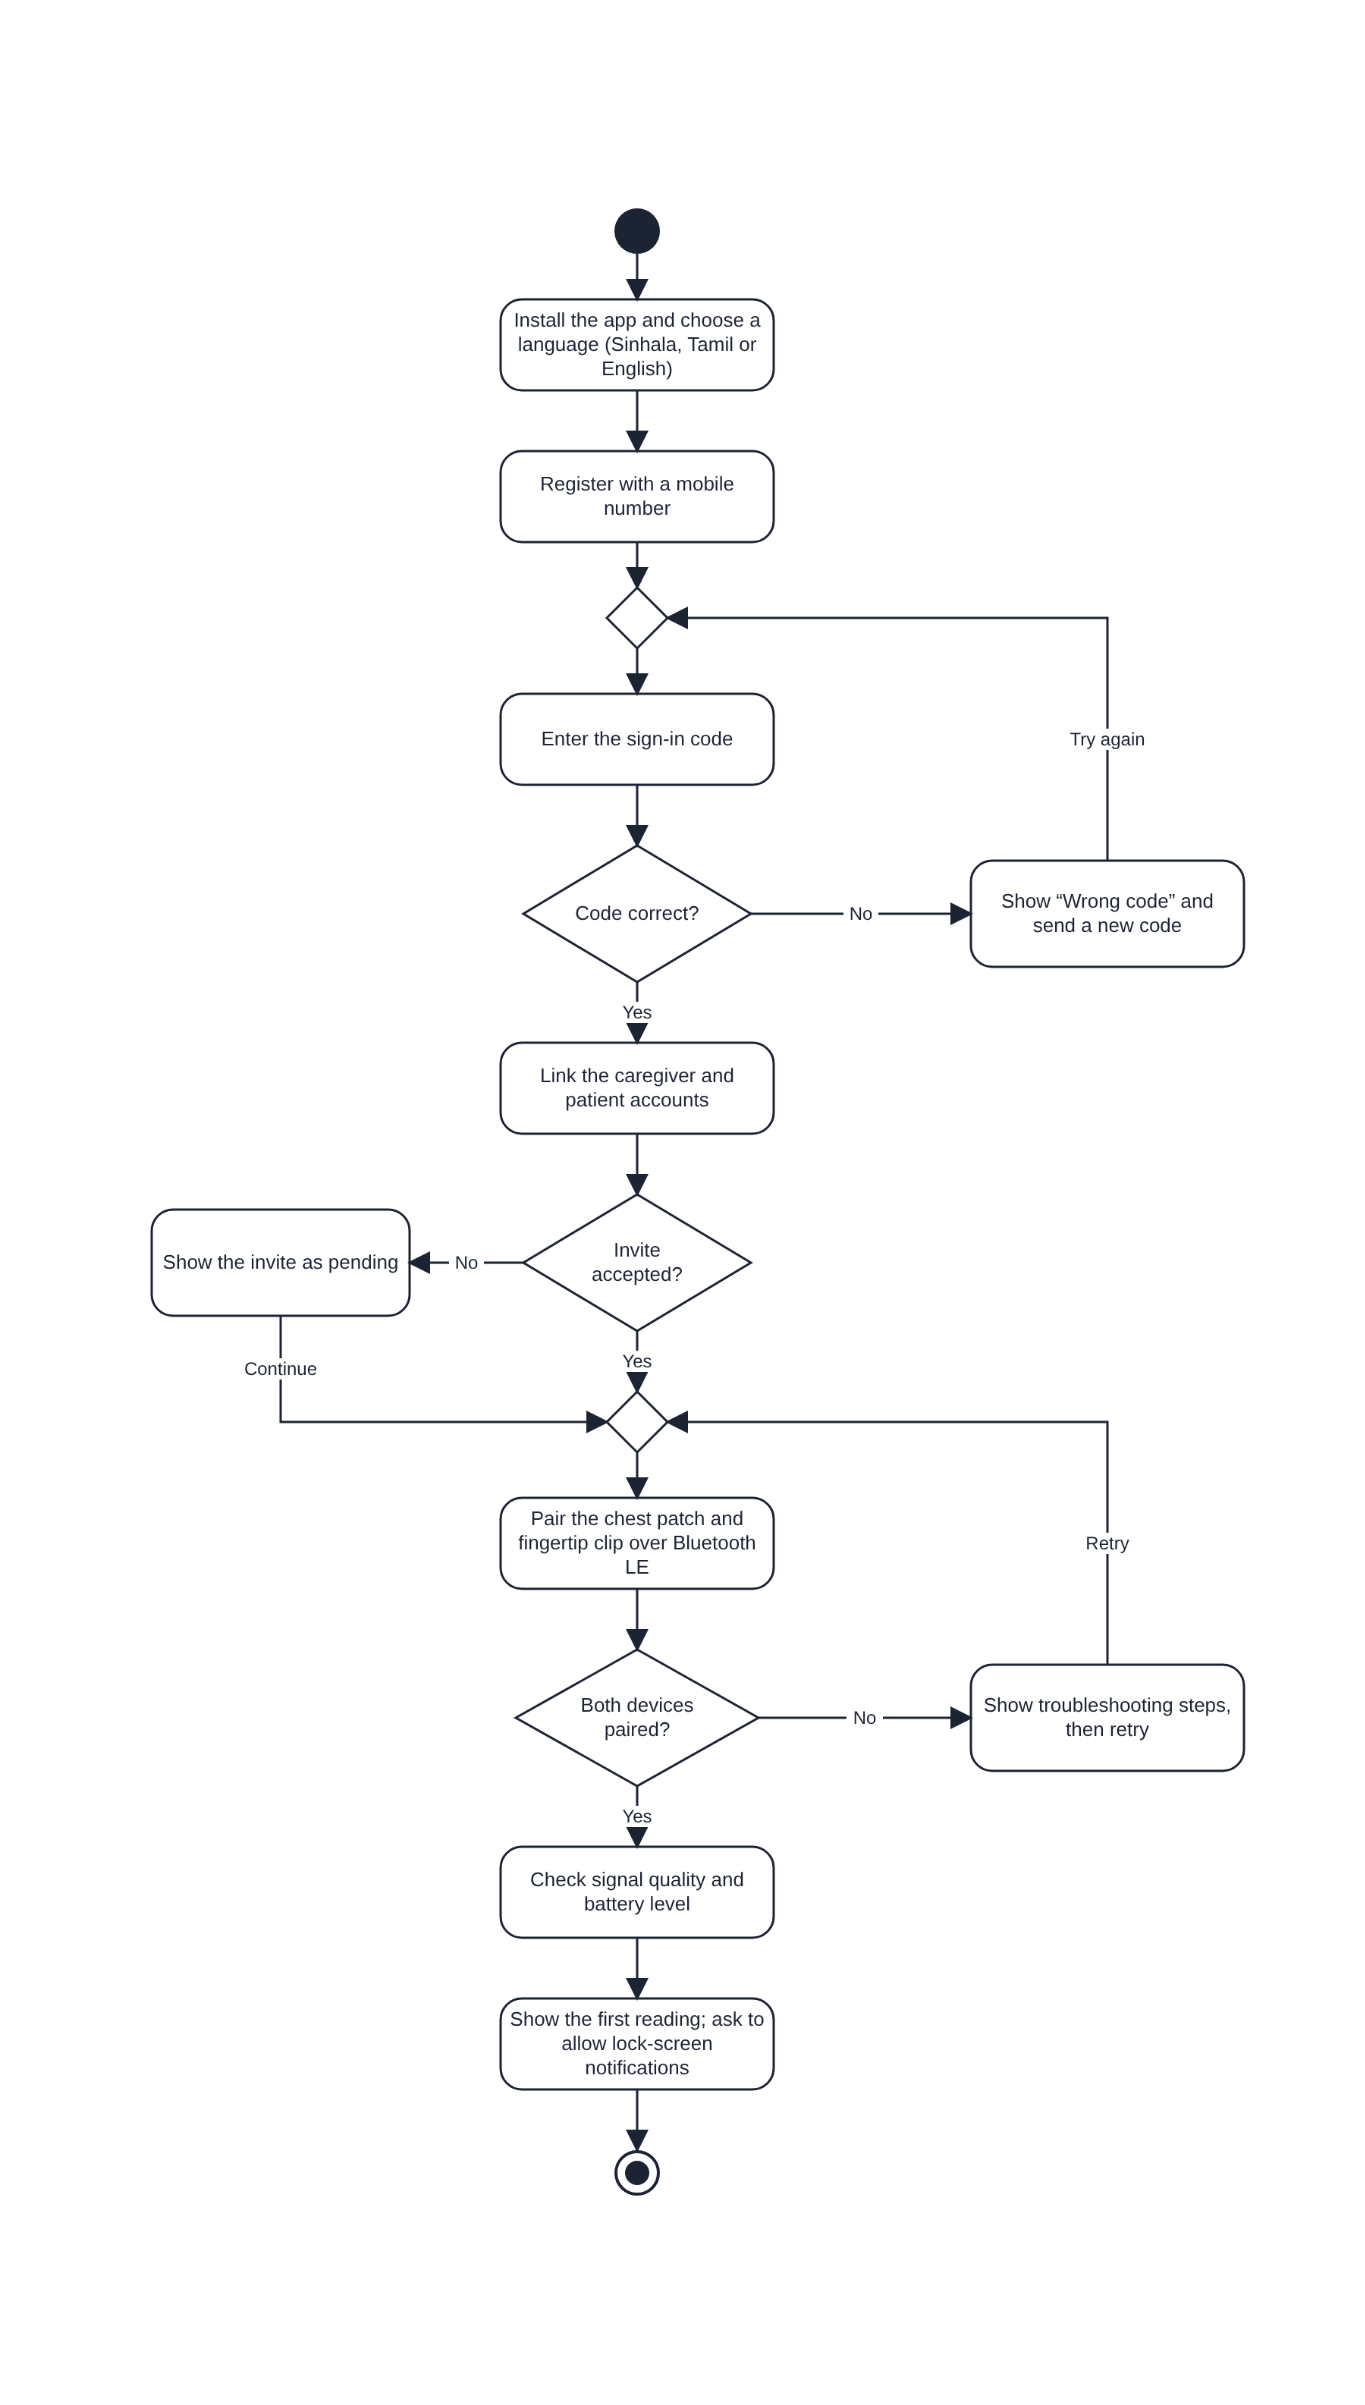 Install the app and choose a
language (Sinhala, Tamil or
English)
Register with a mobile
number
Enter the sign-in code
Try again
Code correct?
No
Show “Wrong code” and
send a new code
Yes
Link the caregiver and
patient accounts
Invite
accepted?
No
Show the invite as pending
Yes
Continue
Pair the chest patch and
fingertip clip over Bluetooth
LE
Retry
Both devices
paired?
No
Show troubleshooting steps,
then retry
Yes
Check signal quality and
battery level
Show the first reading; ask to
allow lock-screen
notifications